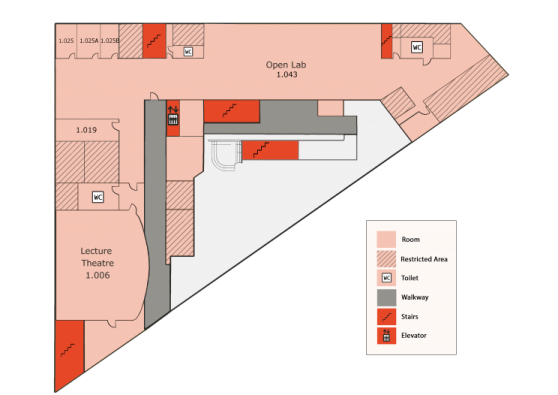 1.025 1.025A 1.025B
WC
WC
Open Lab
1.043
1.019
WC
Lecture
Theatre
1.006
Room
Restricted Area
WC Toilet
Walkway
Stairs
Elevator